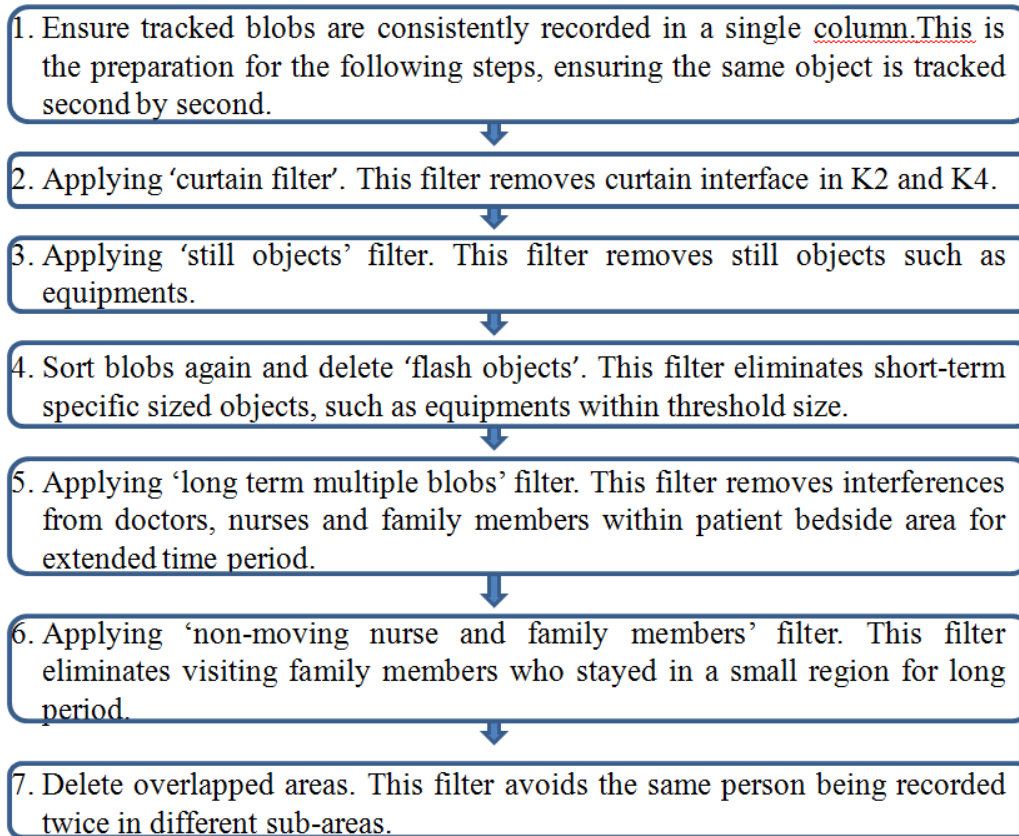 1. Ensure tracked blobs are consistently recorded in a single column.This is
the preparation for the following steps, ensuring the same object is tracked
second by second.
2. Applying ‘curtain filter’. This filter removes curtain interface in K2 and K4.
3. Applying ‘still objects’ filter. This filter removes still objects such as
equipments.
4. Sort blobs again and delete ‘flash objects’. This filter eliminates short-term
specific sized objects, such as equipments within threshold size.
5. Applying ‘long term multiple blobs’ filter. This filter removes interferences
from doctors, nurses and family members within patient bedside area for
extended time period.
6. Applying ‘non-moving nurse and family members’ filter. This filter
eliminates visiting family members who stayed in a small region for long
period.
7. Delete overlapped areas. This filter avoids the same person being recorded
twice in different sub-areas.